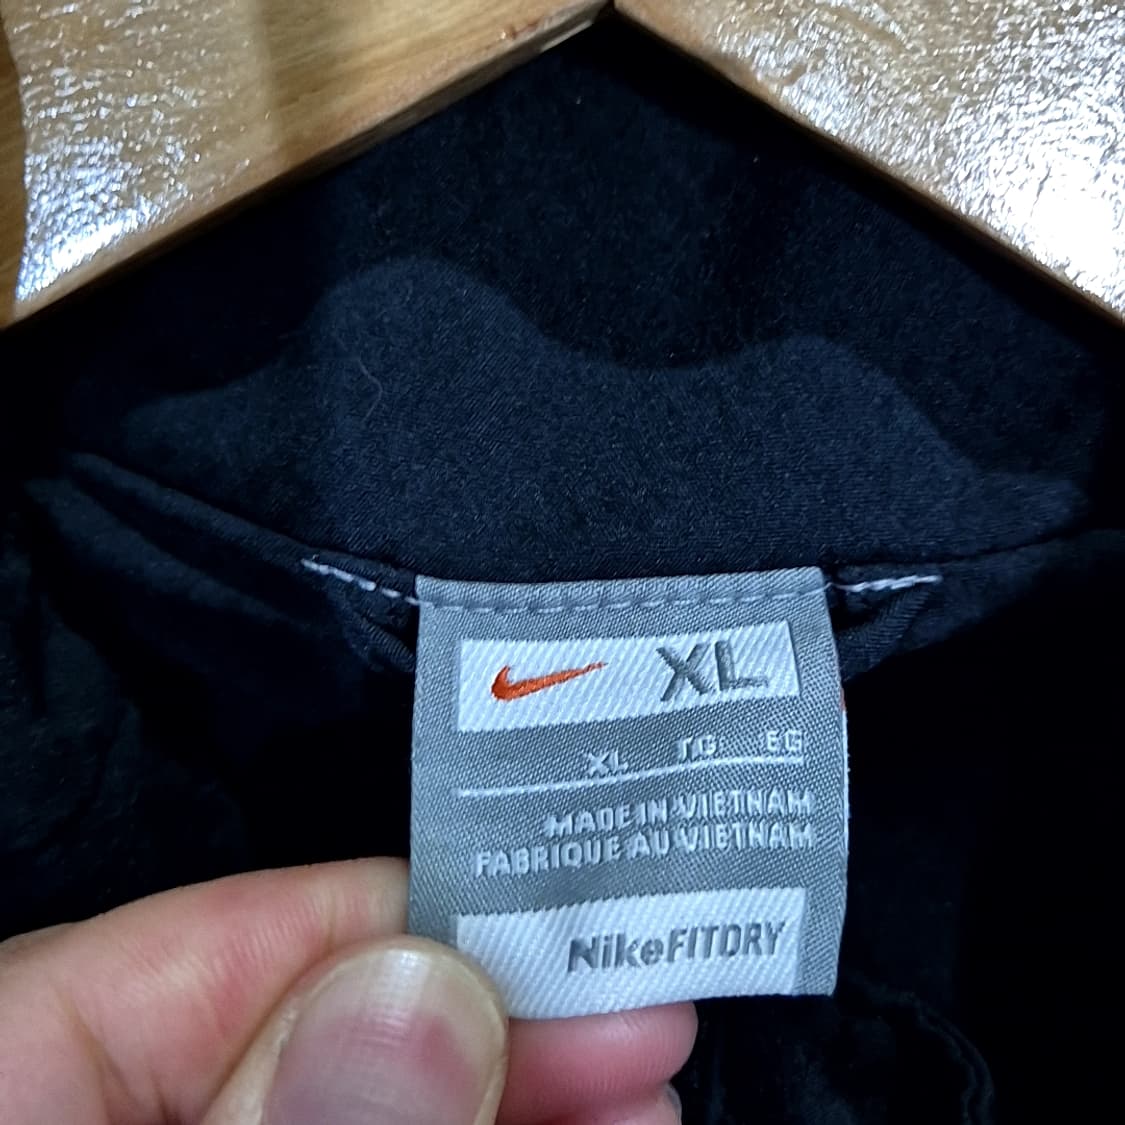 XL
XL TG EG
MADE IN VIETNAM
FABRIQUE AU VIETNAM
NikeFITDRY